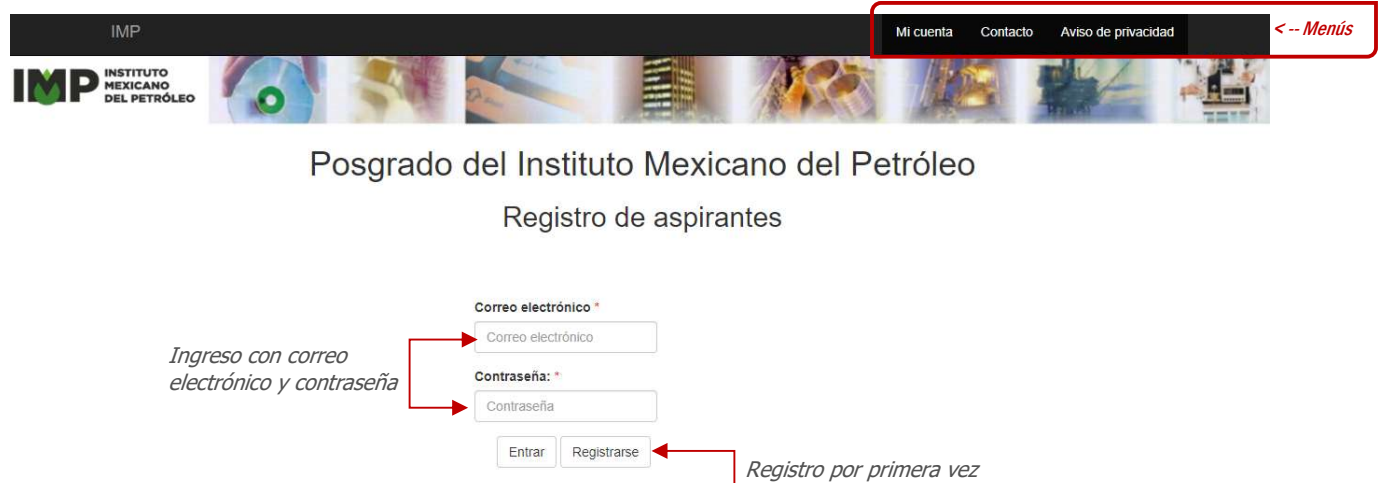 IMP
Mi cuenta Contacto Aviso de privacidad
< -- Menús
IMP
INSTITUTO
MEXICANO
DEL PETRÓLEO
Posgrado del Instituto Mexicano del Petróleo
Registro de aspirantes
Correo electrónico *
Correo electrónico
Ingreso con correo
electrónico y contraseña
Contraseña: *
Contraseña
Entrar Registrarse
Registro por primera vez